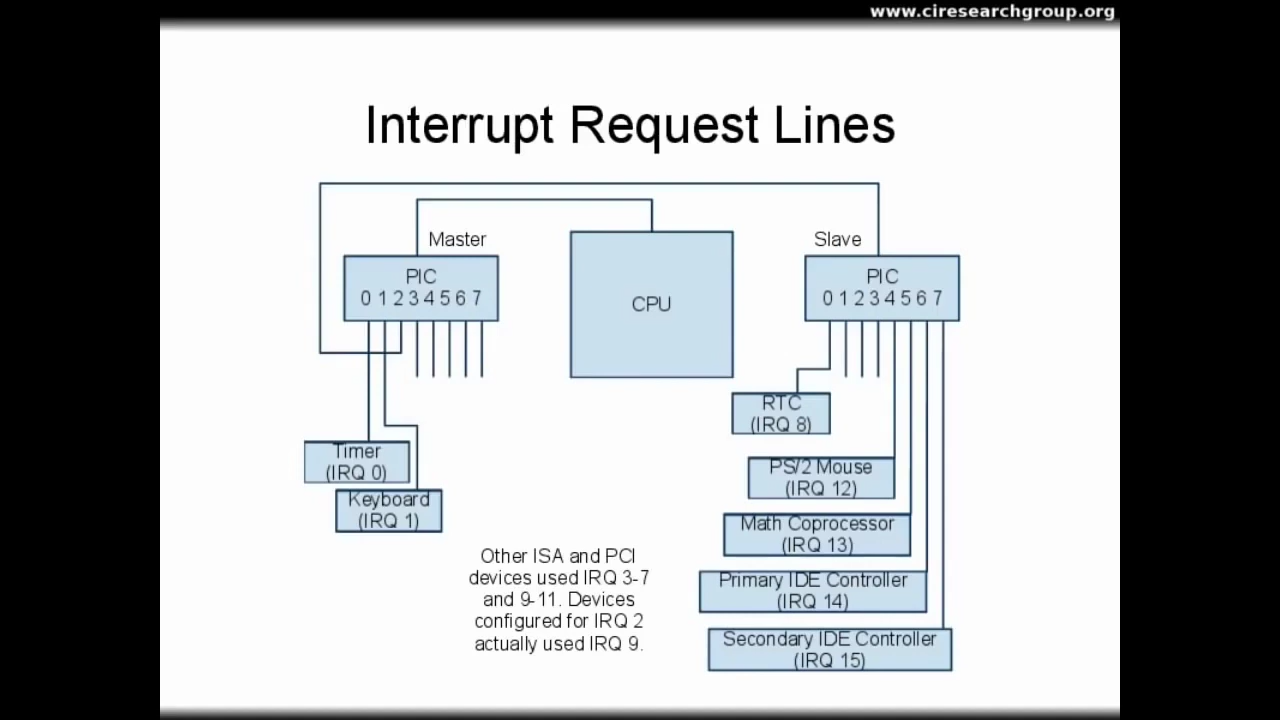 www.ciresearchgroup.org
Interrupt Request Lines
Master
Slave
PIC
0 1 2 3 4 5 6 7
CPU
PIC
0 1 2 3 4 5 6 7
RTC
(IRQ 8)
Timer
(IRQ 0)
PS/2 Mouse
(IRQ 12)
Keyboard
(IRQ 1)
Math Coprocessor
(IRQ 13)
Other ISA and PCI
devices used IRQ 3-7
and 9-11. Devices
configured for IRQ 2
actually used IRQ 9.
Primary IDE Controller
(IRQ 14)
Secondary IDE Controller
(IRQ 15)